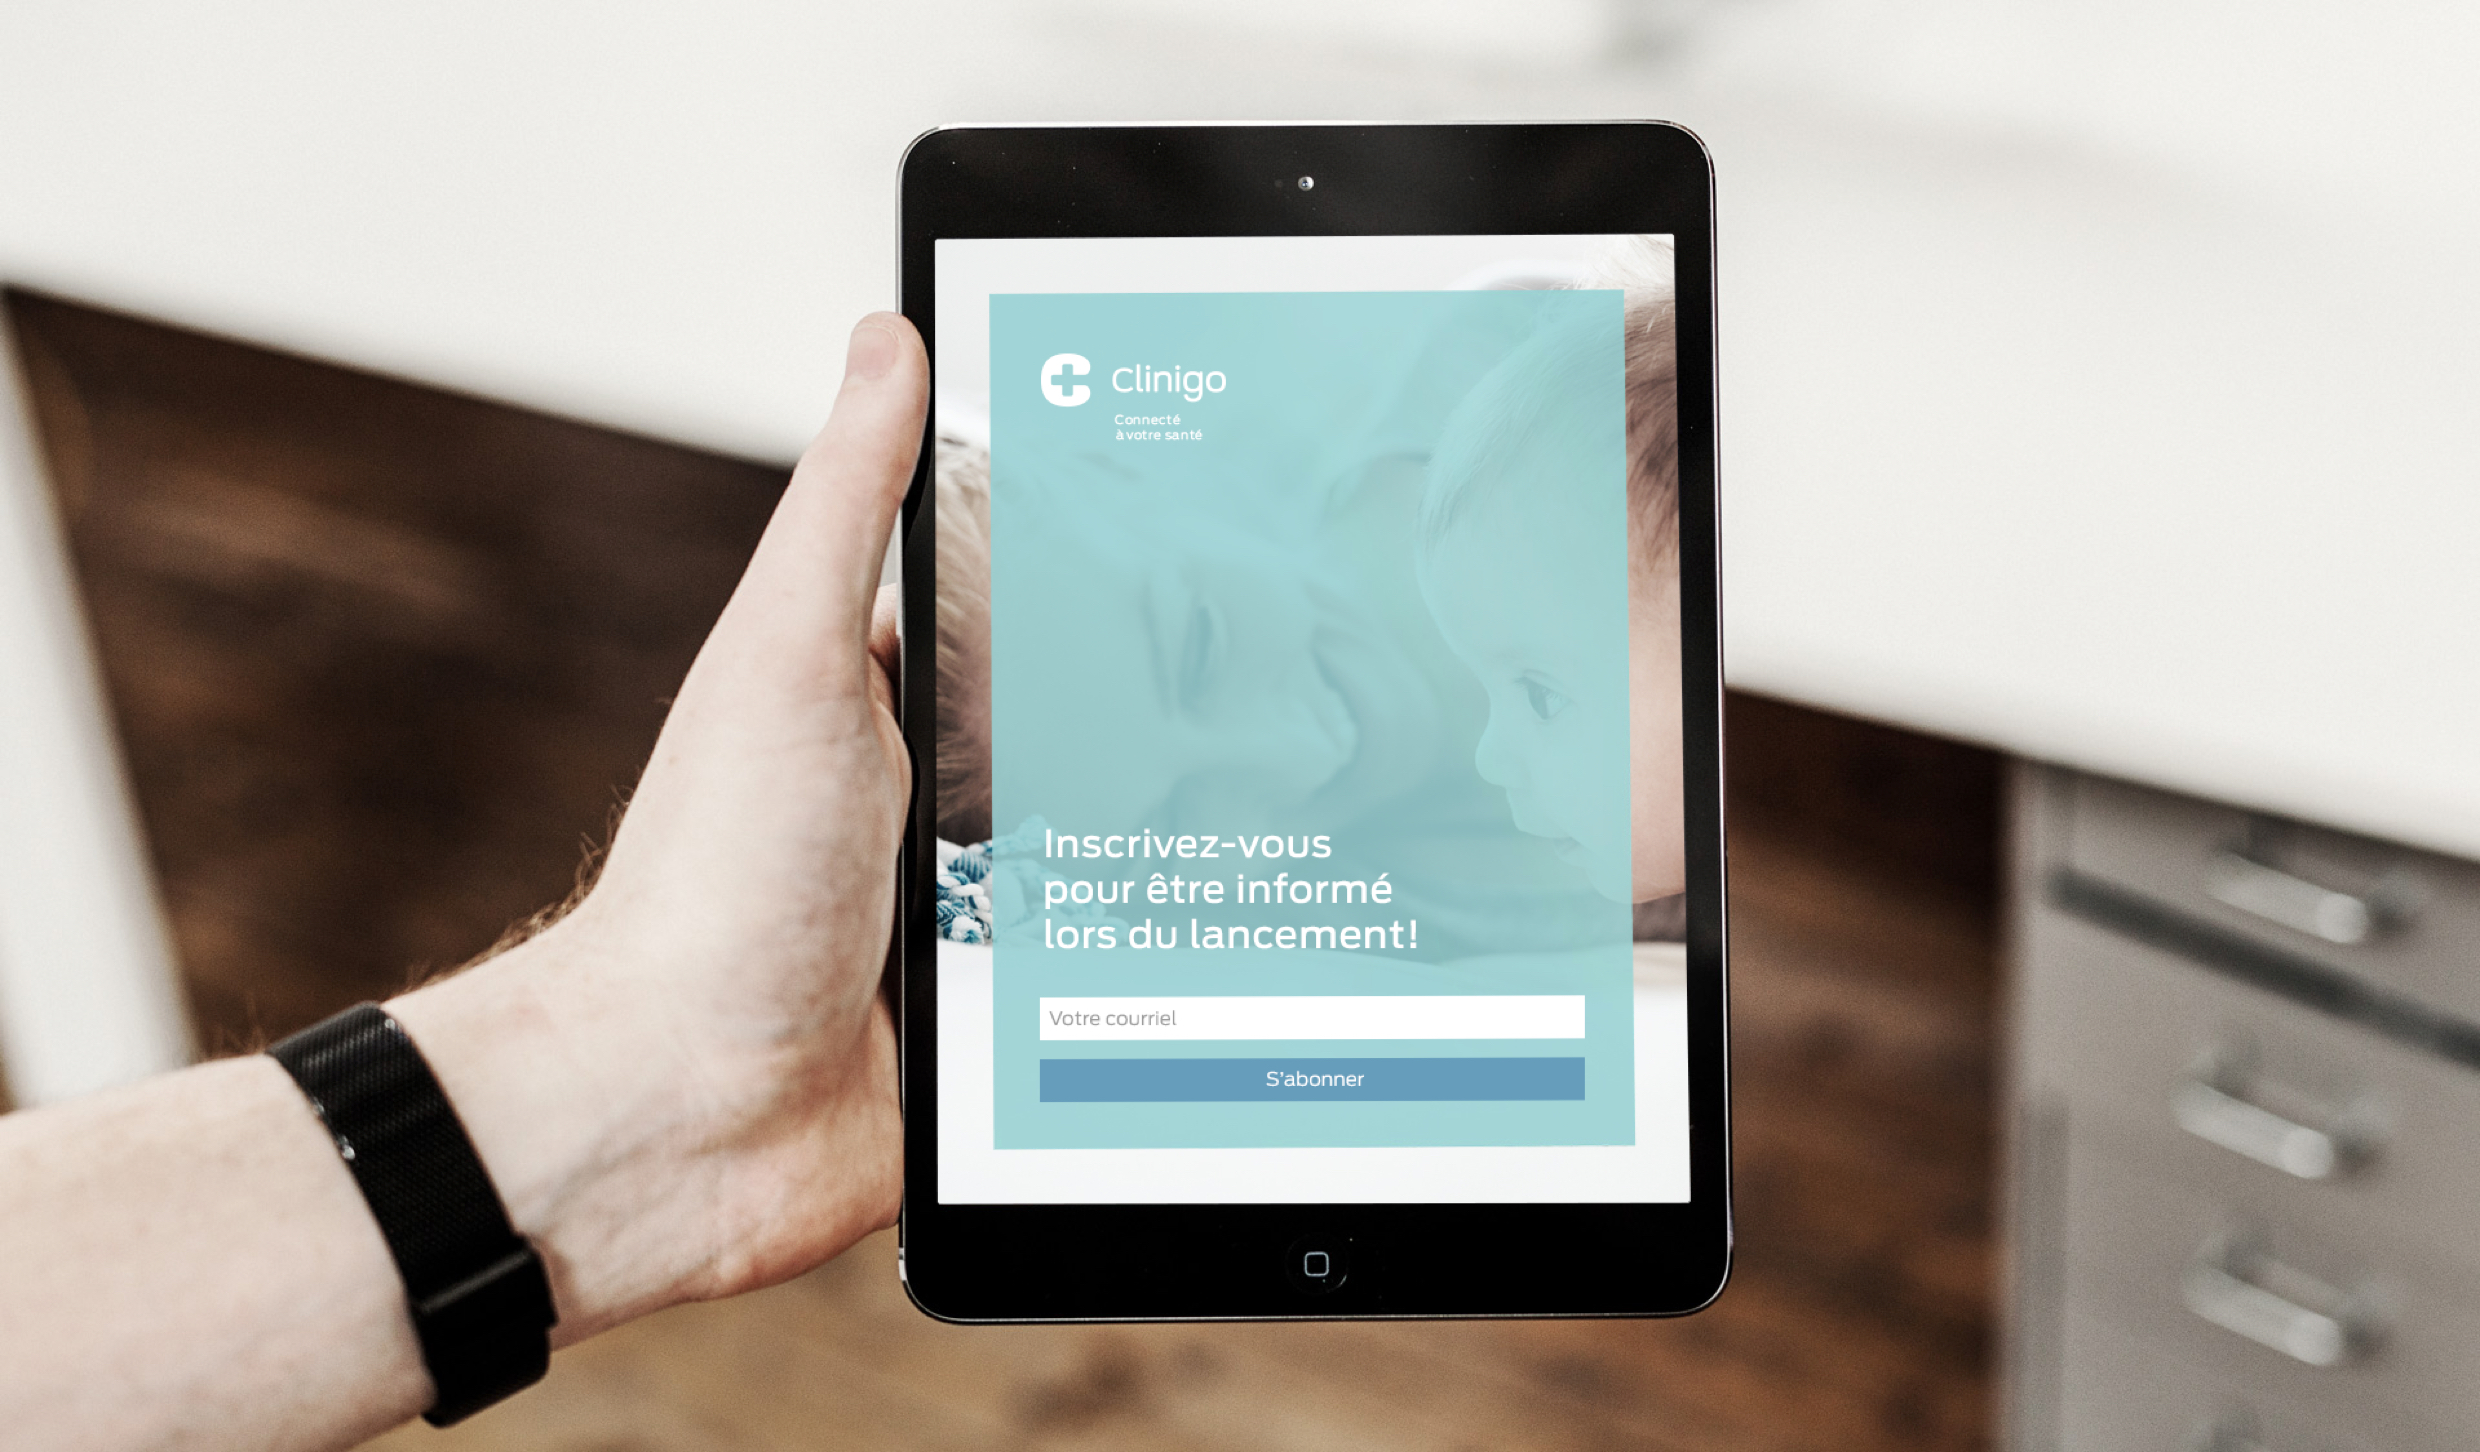 Clinigo
Connecté
à votre santé
Inscrivez-vous
pour être informé
lors du lancement!
Votre courriel
S'abonner